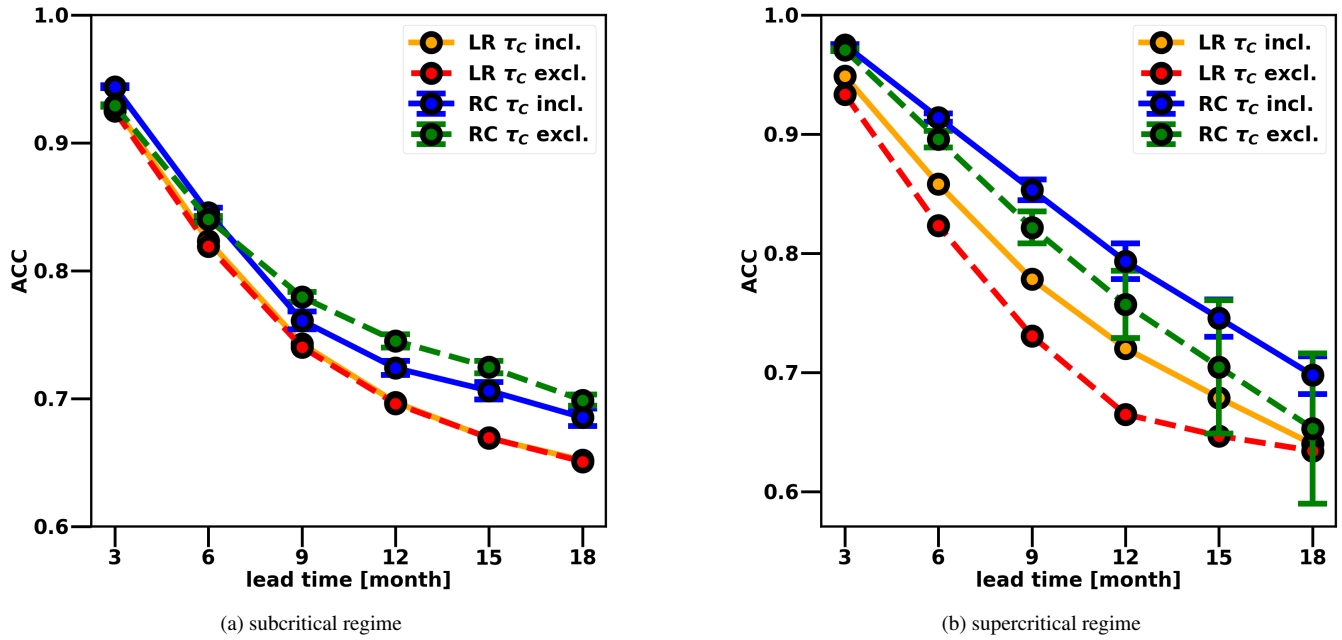 1.0
0.9
0.8
0.7
0.6
ACC
3 6 9 12 15 18
lead time [month]
LR τC incl.
LR τC excl.
RC τC incl.
RC τC excl.
(a) subcritical regime
1.0
0.9
0.8
0.7
0.6
ACC
3 6 9 12 15 18
lead time [month]
LR τC incl.
LR τC excl.
RC τC incl.
RC τC excl.
(b) supercritical regime